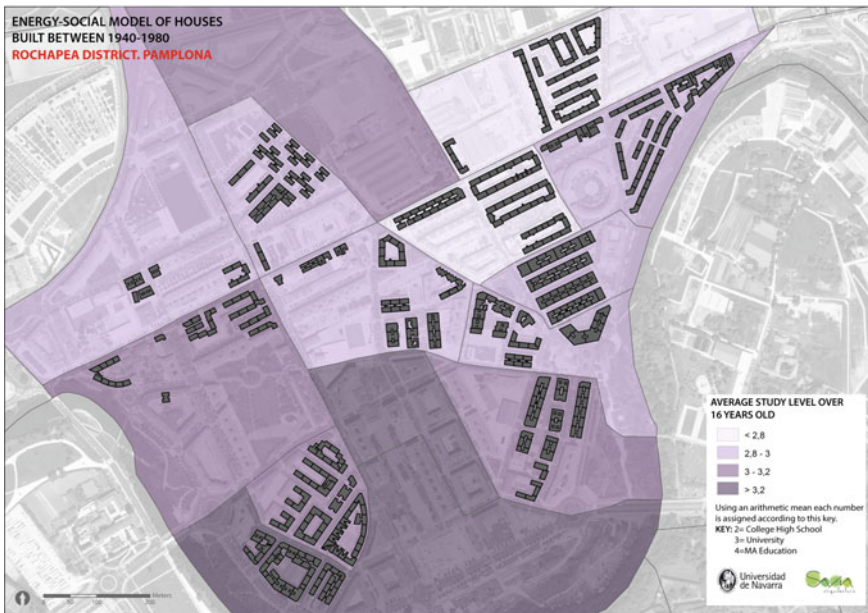 ENERGY-SOCIAL MODEL OF HOUSES
BUILT BETWEEN 1940-1980
ROCHAPEA DISTRICT. PAMPLONA
AVERAGE STUDY LEVEL OVER
16 YEARS OLD
< 2,8
2,8 - 3
3 - 3,2
> 3,2
Using an arithmetic mean each number
is assigned according to this key.
KEY: 2= College High School
3= University
4=MA Education
Universidad
de Navarra
Meters